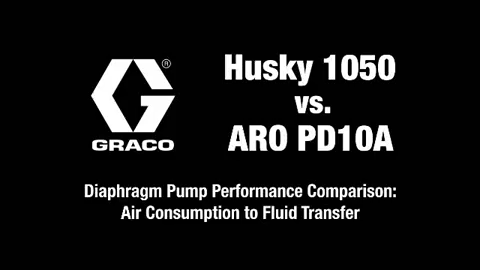 Husky 1050
vs.
ARO PD10A
®
GRACO
Diaphragm Pump Performance Comparison:
Air Consumption to Fluid Transfer